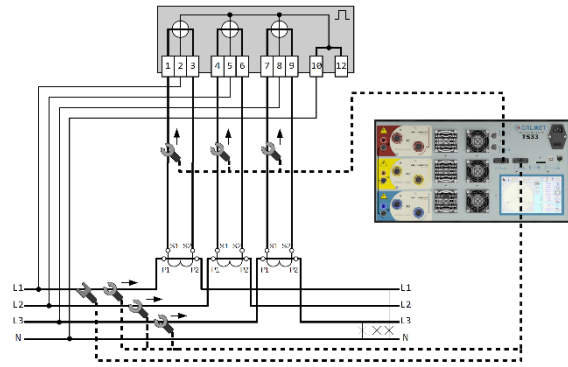 1 2 3 4 5 6 7 8 9 10 12
CALMET
TS33
S1 S2 S1 S2 S1 S2
P1 P2 P1 P2 P1 P2
L1 L1
L2 L2
L3 L3
N N